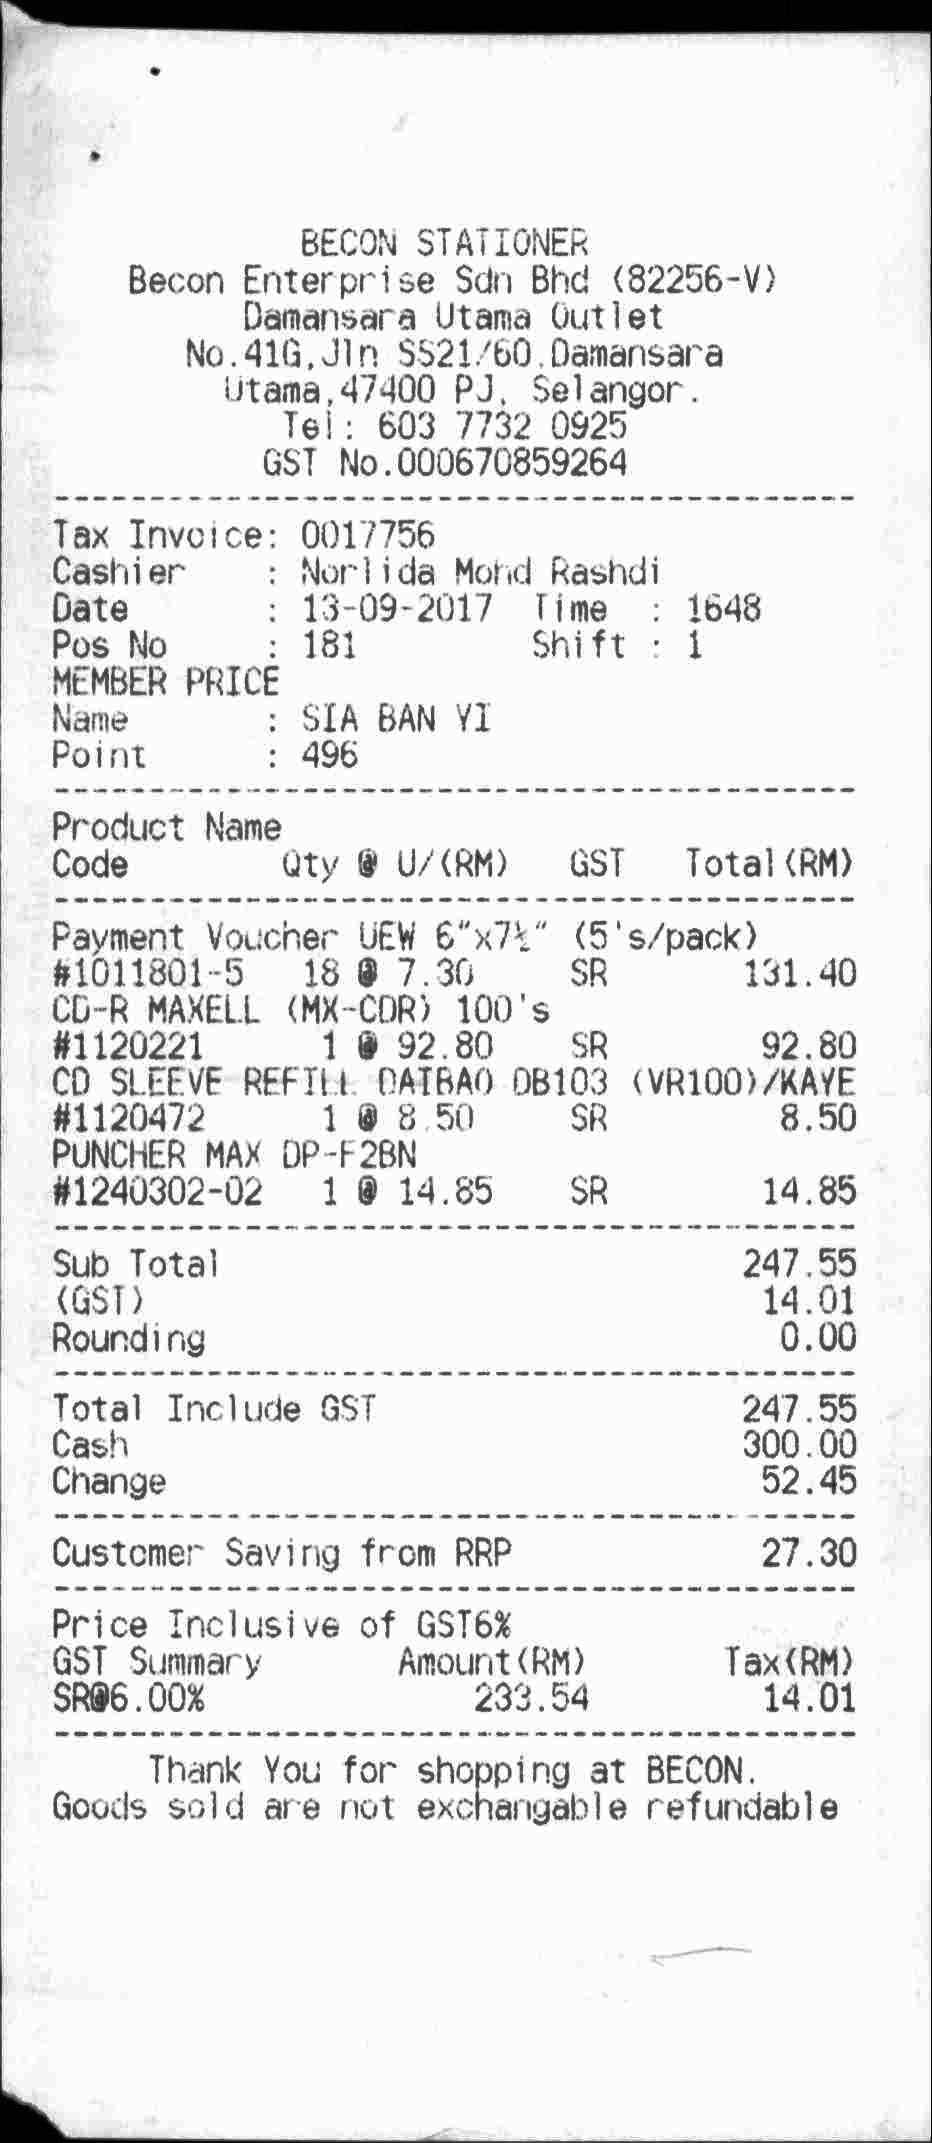 BECON STATIONER
Becon Enterprise Sdn Bhd (82256-V)
Damansara Utama Outlet
No.41G,Jln SS21/60,Damansara
Utama,47400 PJ, Selangor.
Tel: 603 7732 0925
GST No.000670859264
Tax Invoice: 0017756
Cashier : Norlida Mohd Rashdi
Date : 13-09-2017 Time : 1648
Pos No : 181 Shift : 1
MEMBER PRICE
Name : SIA BAN YI
Point : 496
Product Name
Code Qty @ U/(RM) GST Total(RM)
Payment Voucher UEW 6"x7½" (5's/pack)
#1011801-5 18 @ 7.30 SR 131.40
CD-R MAXELL (MX-CDR) 100's
#1120221 1 @ 92.80 SR 92.80
CD SLEEVE REFILL DAIBAO DB103 (VR100)/KAYE
#1120472 1 @ 8.50 SR 8.50
PUNCHER MAX DP-F2BN
#1240302-02 1 @ 14.85 SR 14.85
Sub Total 247.55
(GST) 14.01
Rounding 0.00
Total Include GST 247.55
Cash 300.00
Change 52.45
Customer Saving from RRP 27.30
Price Inclusive of GST6%
GST Summary Amount(RM) Tax(RM)
SR@6.00% 233.54 14.01
Thank You for shopping at BECON.
Goods sold are not exchangable refundable